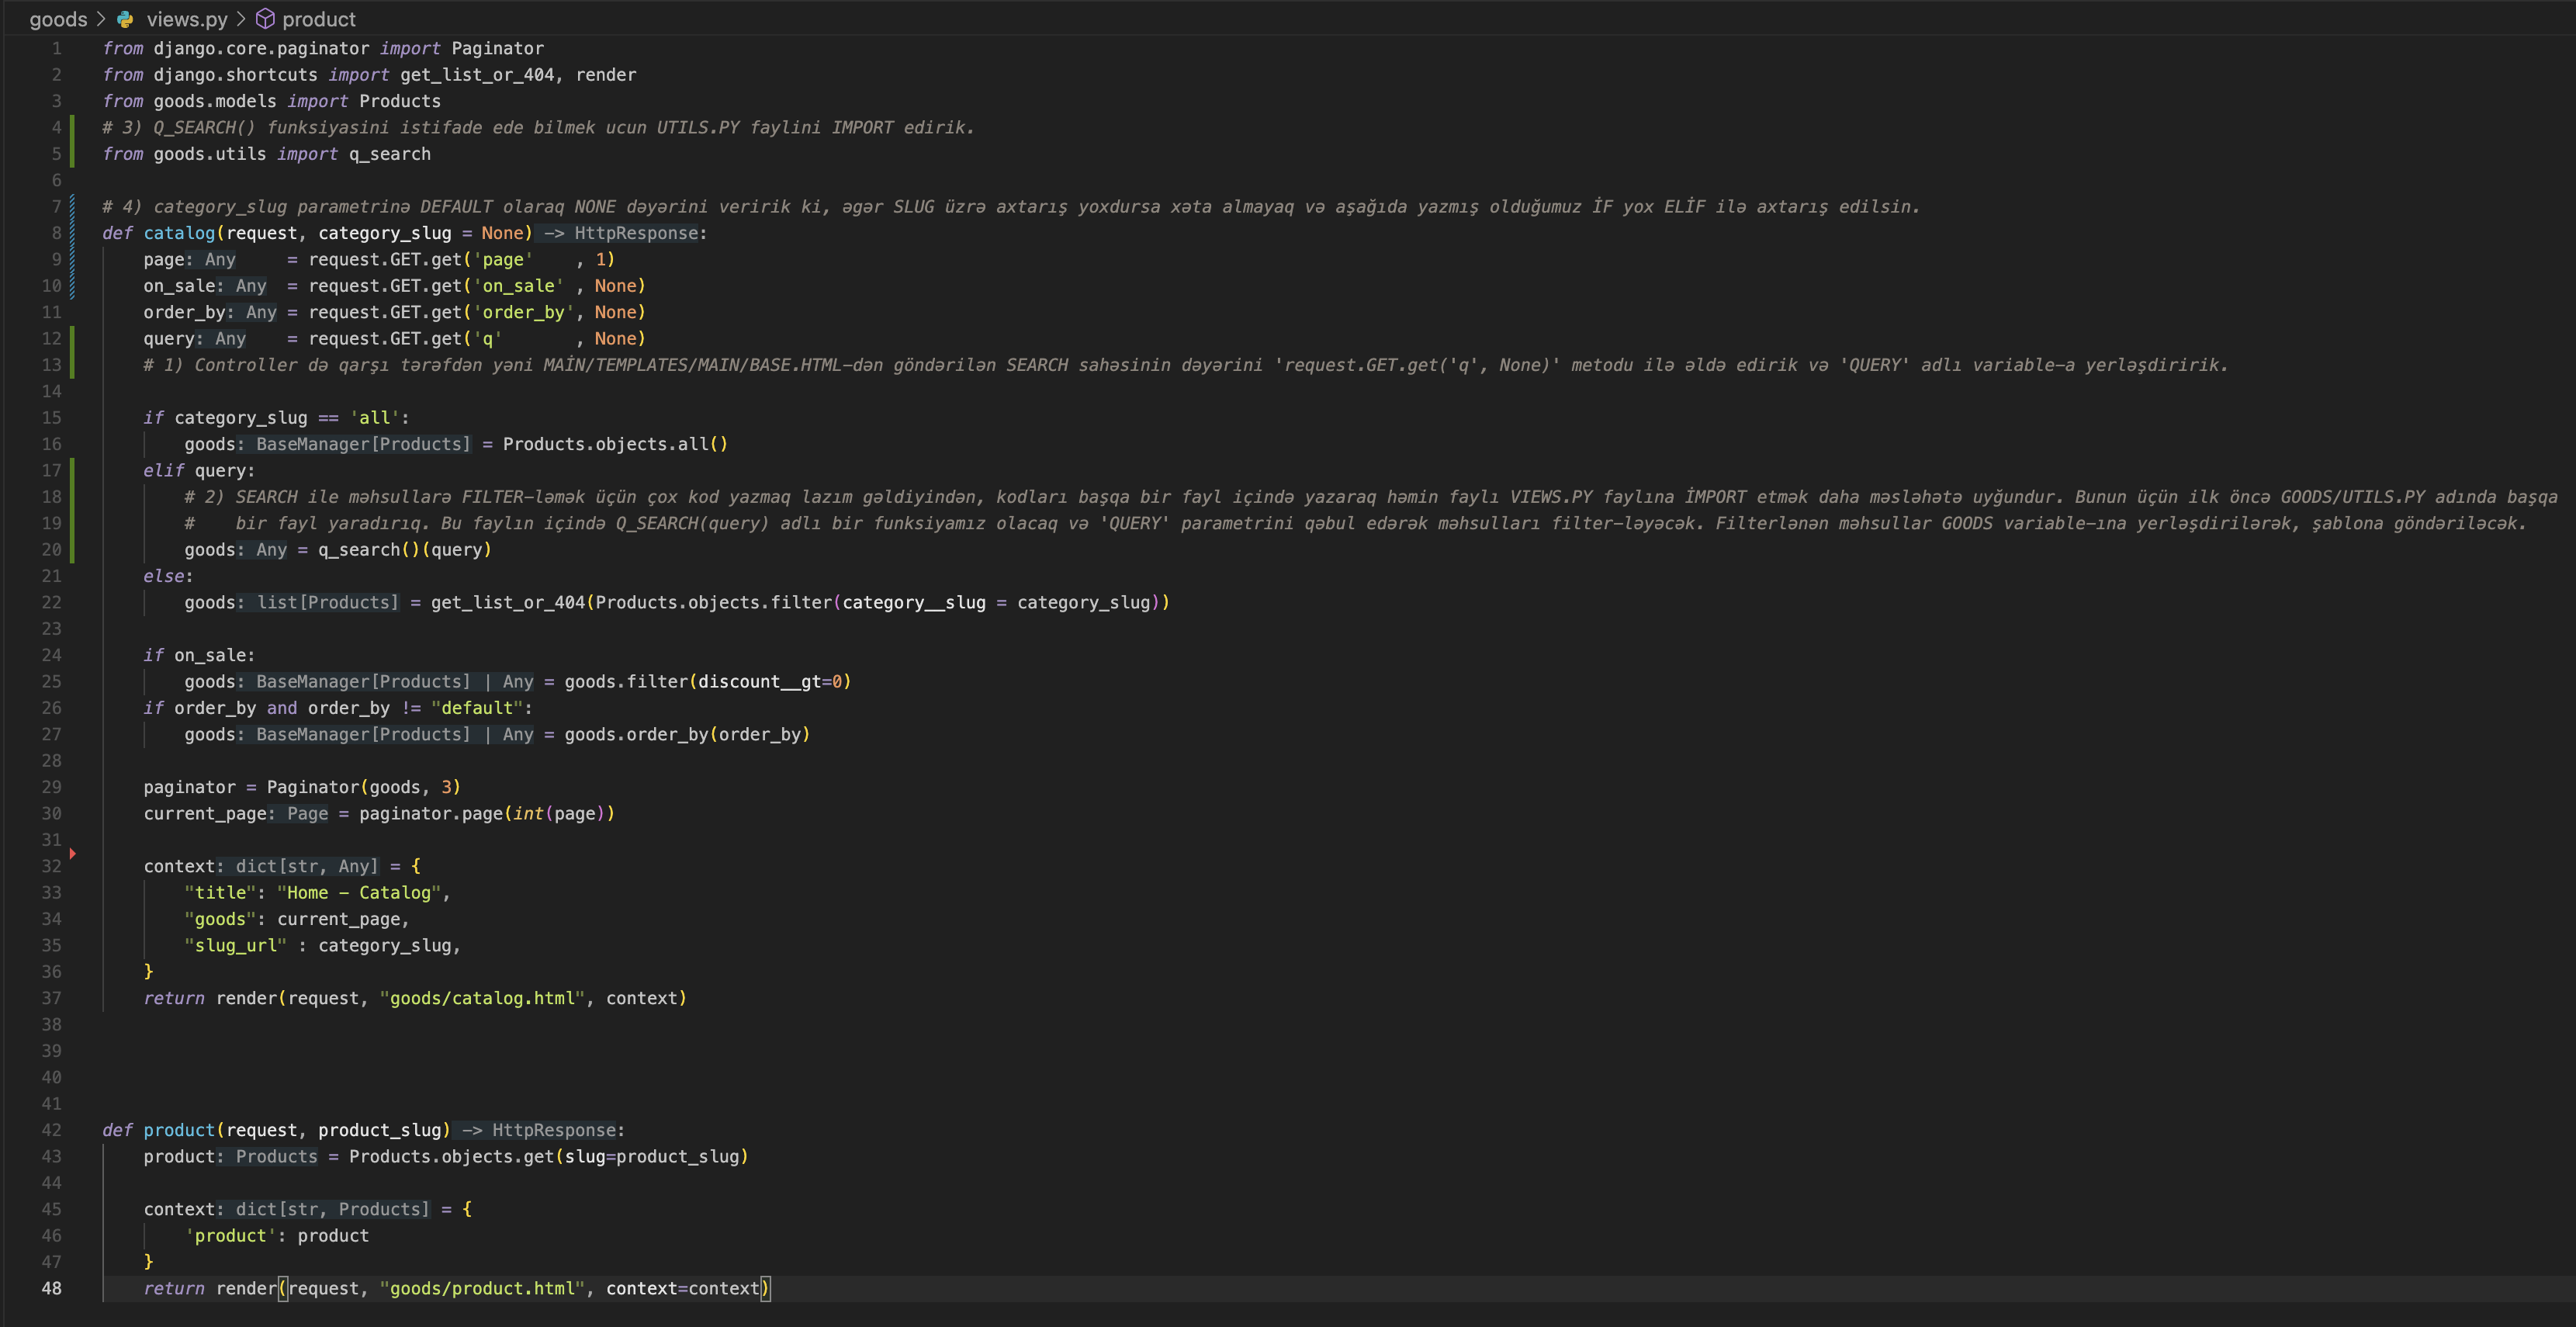 goods > views.py > product
1 from django.core.paginator import Paginator
2 from django.shortcuts import get_list_or_404, render
3 from goods.models import Products
4 # 3) Q_SEARCH() funksiyasini istifade ede bilmek ucun UTILS.PY faylini IMPORT edirik.
5 from goods.utils import q_search
6
7 # 4) category_slug parametrinə DEFAULT olaraq NONE dəyərini veririk ki, əgər SLUG üzrə axtarış yoxdursa xəta almayaq və aşağıda yazmış olduğumuz İF yox ELİF ilə axtarış edilsin.
8 def catalog(request, category_slug = None) -> HttpResponse:
9     page: Any     = request.GET.get('page'    , 1)
10     on_sale: Any  = request.GET.get('on_sale' , None)
11     order_by: Any = request.GET.get('order_by', None)
12     query: Any    = request.GET.get('q'       , None)
13     # 1) Controller də qarşı tərəfdən yəni MAİN/TEMPLATES/MAIN/BASE.HTML-dən göndərilən SEARCH sahəsinin dəyərini 'request.GET.get('q', None)' metodu ilə əldə edirik və 'QUERY' adlı variable-a yerləşdiririk.
14
15     if category_slug == 'all':
16         goods: BaseManager[Products] = Products.objects.all()
17     elif query:
18         # 2) SEARCH ile məhsullarə FILTER-ləmək üçün çox kod yazmaq lazım gəldiyindən, kodları başqa bir fayl içində yazaraq həmin faylı VIEWS.PY faylına İMPORT etmək daha məsləhətə uyğundur. Bunun üçün ilk öncə GOODS/UTILS.PY adında başqa
19         #    bir fayl yaradırıq. Bu faylın içində Q_SEARCH(query) adlı bir funksiyamız olacaq və 'QUERY' parametrini qəbul edərək məhsulları filter-ləyəcək. Filterlənən məhsullar GOODS variable-ına yerləşdirilərək, şablona göndəriləcək.
20         goods: Any = q_search()(query)
21     else:
22         goods: list[Products] = get_list_or_404(Products.objects.filter(category__slug = category_slug))
23
24     if on_sale:
25         goods: BaseManager[Products] | Any = goods.filter(discount__gt=0)
26     if order_by and order_by != "default":
27         goods: BaseManager[Products] | Any = goods.order_by(order_by)
28
29     paginator = Paginator(goods, 3)
30     current_page: Page = paginator.page(int(page))
31
32     context: dict[str, Any] = {
33         "title": "Home - Catalog",
34         "goods": current_page,
35         "slug_url" : category_slug,
36     }
37     return render(request, "goods/catalog.html", context)
38
39
40
41
42 def product(request, product_slug) -> HttpResponse:
43     product: Products = Products.objects.get(slug=product_slug)
44
45     context: dict[str, Products] = {
46         'product': product
47     }
48     return render(request, "goods/product.html", context=context)